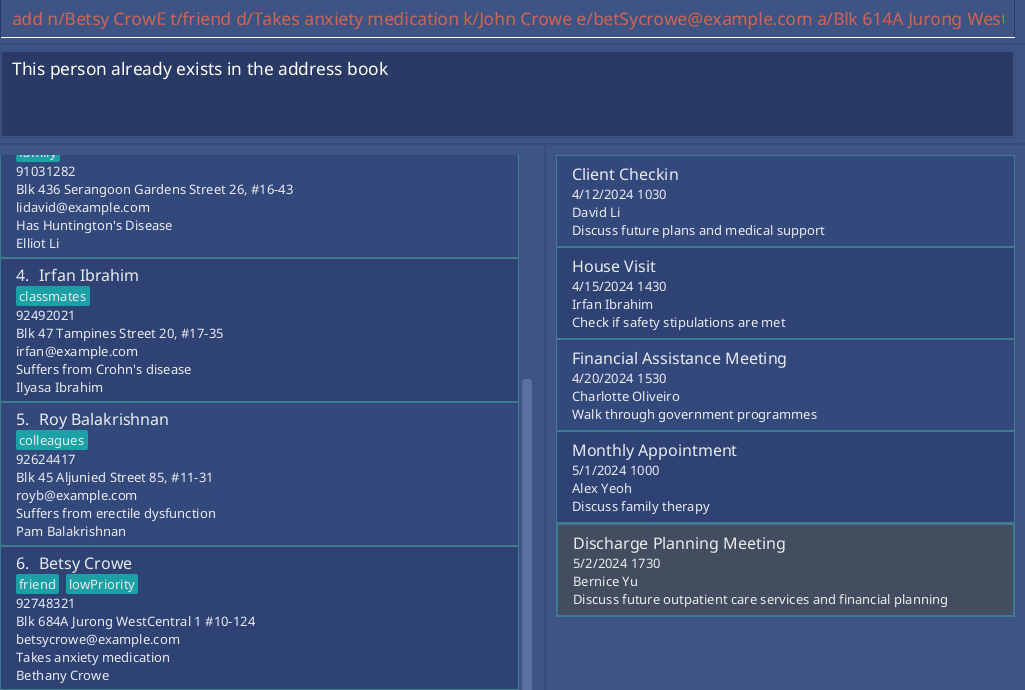 add n/Betsy CrowE t/friend d/Takes anxiety medication k/John Crowe e/betSycrowe@example.com a/Blk 614A Jurong West
This person already exists in the address book
family
91031282
Blk 436 Serangoon Gardens Street 26, #16-43
lidavid@example.com
Has Huntington's Disease
Elliot Li
4. Irfan Ibrahim
classmates
92492021
Blk 47 Tampines Street 20, #17-35
irfan@example.com
Suffers from Crohn's disease
Ilyasa Ibrahim
5. Roy Balakrishnan
colleagues
92624417
Blk 45 Aljunied Street 85, #11-31
royb@example.com
Suffers from erectile dysfunction
Pam Balakrishnan
6. Betsy Crowe
friend lowPriority
92748321
Blk 684A Jurong WestCentral 1 #10-124
betsycrowe@example.com
Takes anxiety medication
Bethany Crowe
Client Checkin
4/12/2024 1030
David Li
Discuss future plans and medical support
House Visit
4/15/2024 1430
Irfan Ibrahim
Check if safety stipulations are met
Financial Assistance Meeting
4/20/2024 1530
Charlotte Oliveiro
Walk through government programmes
Monthly Appointment
5/1/2024 1000
Alex Yeoh
Discuss family therapy
Discharge Planning Meeting
5/2/2024 1730
Bernice Yu
Discuss future outpatient care services and financial planning